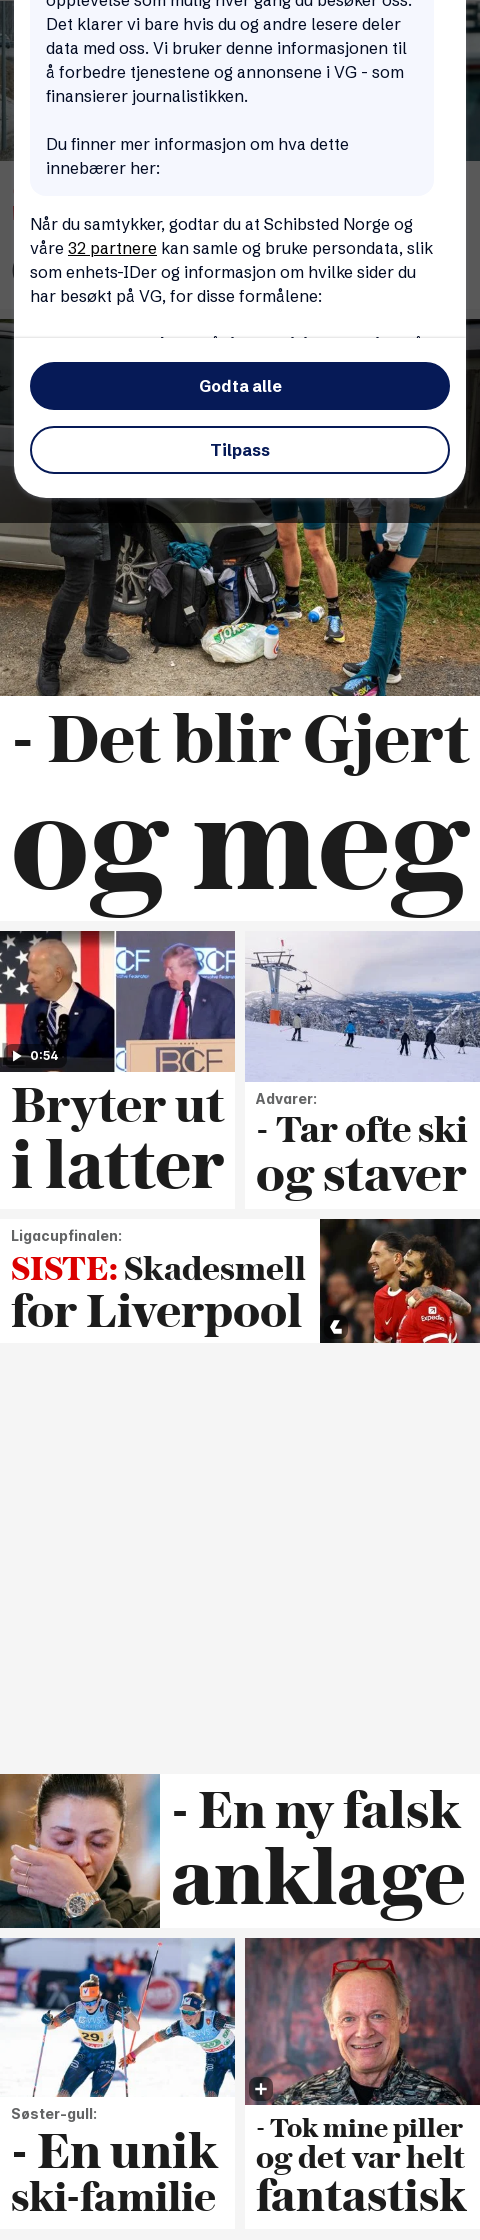 opplevelse som mulig hver gang du besøker oss.
Det klarer vi bare hvis du og andre lesere deler
data med oss. Vi bruker denne informasjonen til
å forbedre tjenestene og annonsene i VG - som
finansierer journalistikken.
Du finner mer informasjon om hva dette
innebærer her:
Når du samtykker, godtar du at Schibsted Norge og
våre 32 partnere kan samle og bruke persondata, slik
som enhets-IDer og informasjon om hvilke sider du
har besøkt på VG, for disse formålene:
Godta alle
Tilpass
- Det blir Gjert
og meg
BCF
0:54
Bryter ut
i latter
Advarer:
- Tar ofte ski
og staver
Ligacupfinalen:
SISTE: Skadesmell
for Liverpool
Expedia
- En ny falsk
anklage
29
Søster-gull:
- En unik
ski-familie
- Tok mine piller
og det var helt
fantastisk